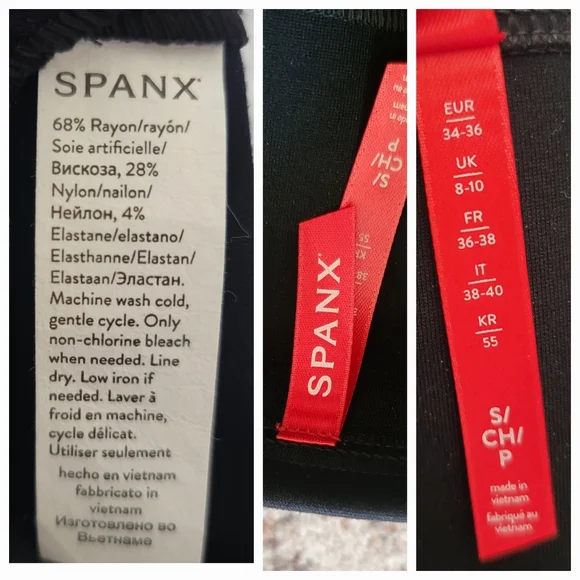 SPANX®
68% Rayon/rayón/
Soie artificielle/
Вискоза, 28%
Nylon/nailon/
Нейлон, 4%
Elastane/elastano/
Elasthanne/Elastan/
Elastaan/Эластан.
Machine wash cold,
gentle cycle. Only
non-chlorine bleach
when needed. Line
dry. Low iron if
needed. Laver à
froid en machine,
cycle délicat.
Utiliser seulement
hecho en vietnam
fabbricato in
vietnam
Изготовлено во
Вьетнаме
SPANX®
S/
CH/
P
EUR
34-36
UK
8-10
FR
36-38
IT
38-40
KR
55
S/
CH/
P
made in
vietnam
fabriqué au
vietnam